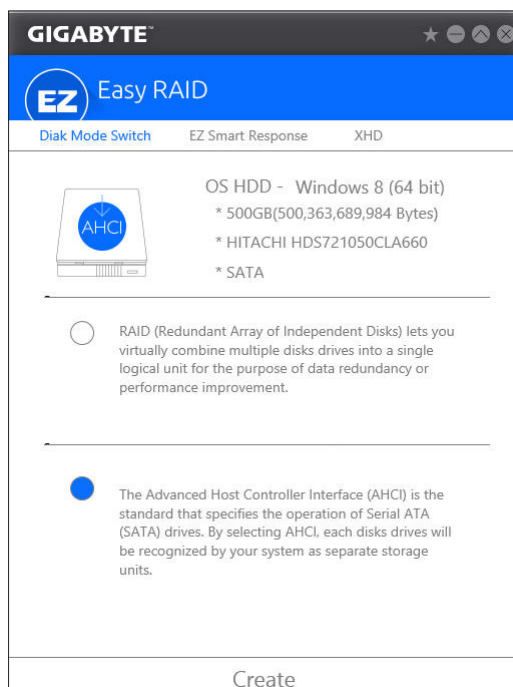 GIGABYTE™
EZ Easy RAID
Diak Mode Switch EZ Smart Response XHD
OS HDD - Windows 8 (64 bit)
* 500GB(500,363,689,984 Bytes)
AHCI
* HITACHI HDS721050CLA660
* SATA
RAID (Redundant Array of Independent Disks) lets you
virtually combine multiple disks drives into a single
logical unit for the purpose of data redundancy or
performance improvement.
The Advanced Host Controller Interface (AHCI) is the
standard that specifies the operation of Serial ATA
(SATA) drives. By selecting AHCI, each disks drives will
be recognized by your system as separate storage
units.
Create